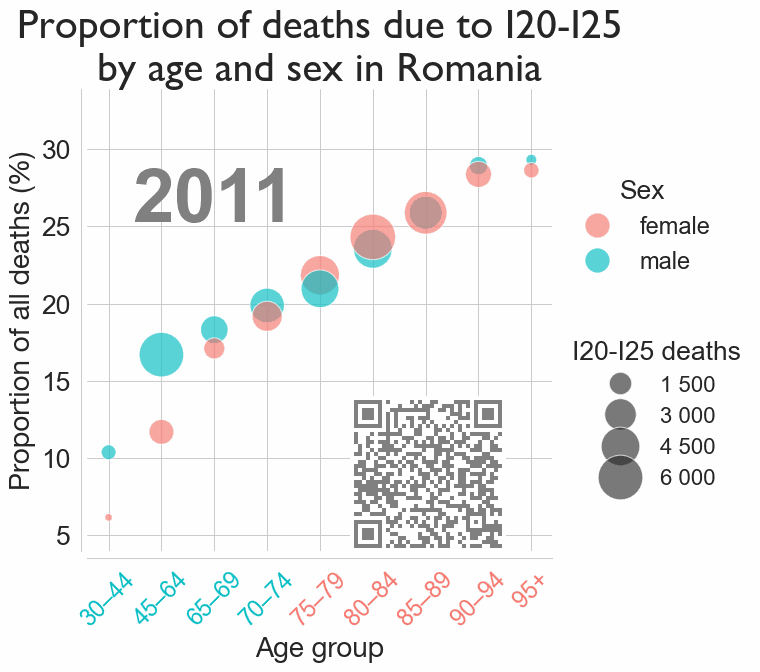 Proportion of deaths due to I20-I25
by age and sex in Romania
Proportion of all deaths (%)
30
25
20
15
10
5
2011
30–44
45–64
65–69
70–74
75–79
80–84
85–89
90–94
95+
Age group
Sex
female
male
I20-I25 deaths
1 500
3 000
4 500
6 000